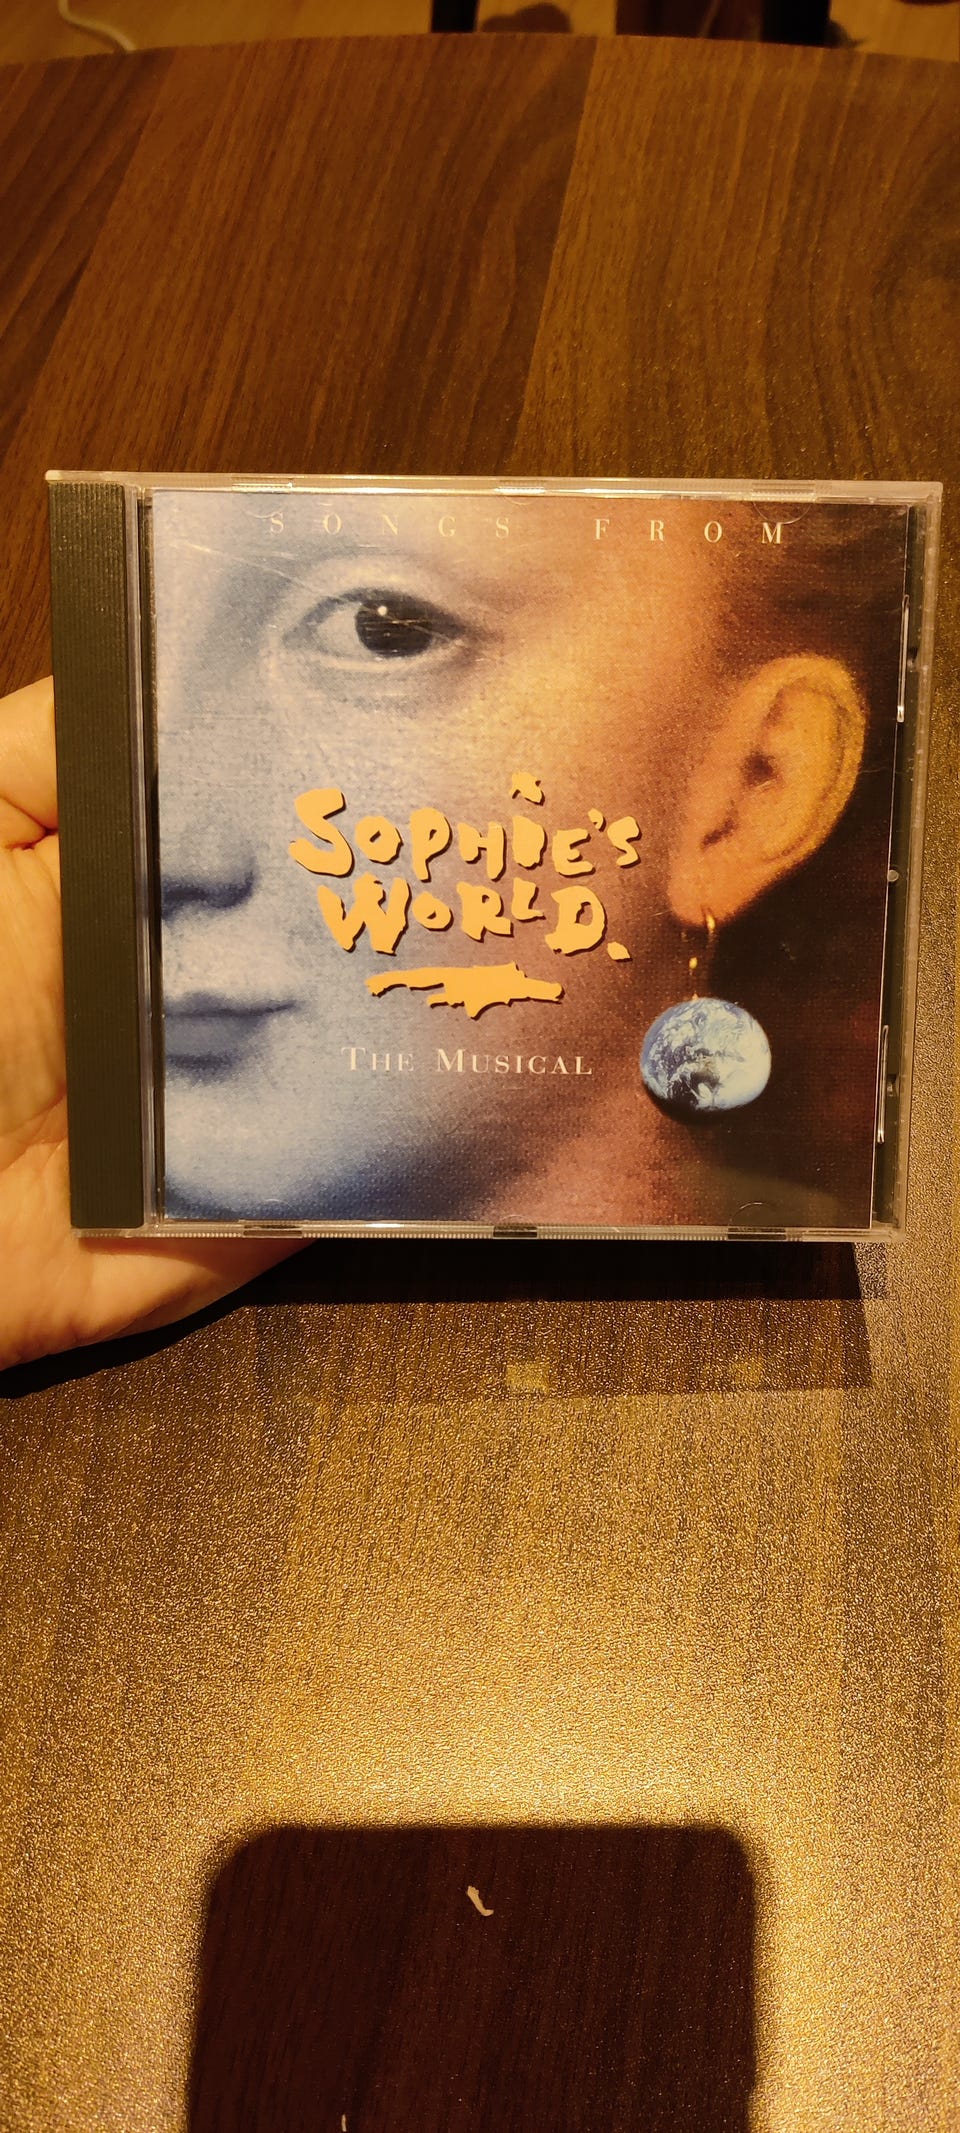 SONGS FROM
SOPHIE'S
WORLD.
THE MUSICAL